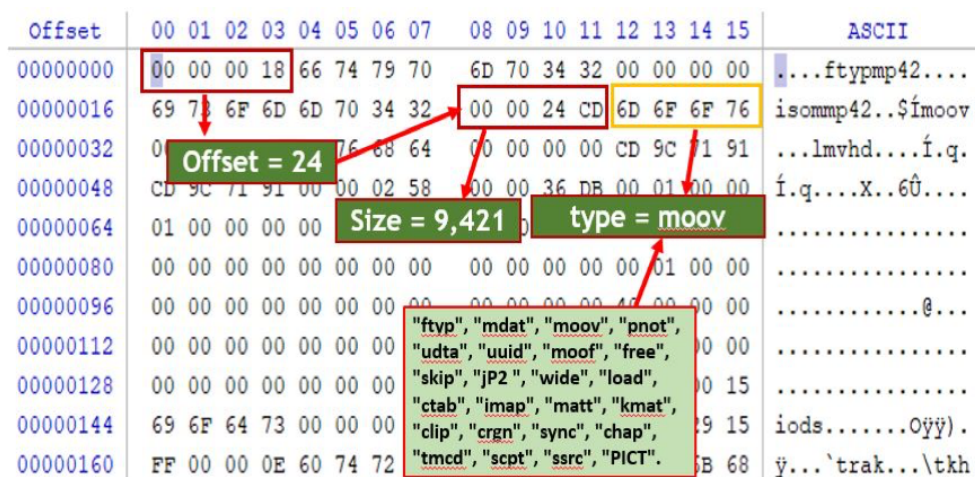 Offset 00 01 02 03 04 05 06 07 08 09 10 11 12 13 14 15 ASCII
00000000 00 00 00 18 66 74 79 70 6D 70 34 32 00 00 00 00 ....ftypmp42....
00000016 69 73 6F 6D 6D 70 34 32 00 00 24 CD 6D 6F 6F 76 isommp42..$Ímoov
00000032 76 68 64 00 00 00 00 CD 9C 71 91 ...lmvhd....Í.q.
Offset = 24
00000048 CD 9C 71 91 00 00 02 58 00 00 36 DB 00 01 00 00 Í.q....X..6Û....
00000064 01 00 00 00 00 ................
Size = 9,421
type = moov
00000080 00 00 00 00 00 00 00 00 00 00 00 00 00 01 00 00 ................
00000096 00 00 00 00 00 00 00 00 00 00 00 00 40 00 00 00 ............@...
00000112 00 00 00 00 00 00 00 00 ................
00000128 00 00 00 00 00 00 00 15 ................
00000144 69 6F 64 73 00 00 00 29 15 iods.......Oÿÿ).
00000160 FF 00 00 0E 60 74 72 6B 68 ÿ...`trak...\tkh
"ftyp", "mdat", "moov", "pnot",
"udta", "uuid", "moof", "free",
"skip", "jP2 ", "wide", "load",
"ctab", "imap", "matt", "kmat",
"clip", "crgn", "sync", "chap",
"tmcd", "scpt", "ssrc", "PICT".